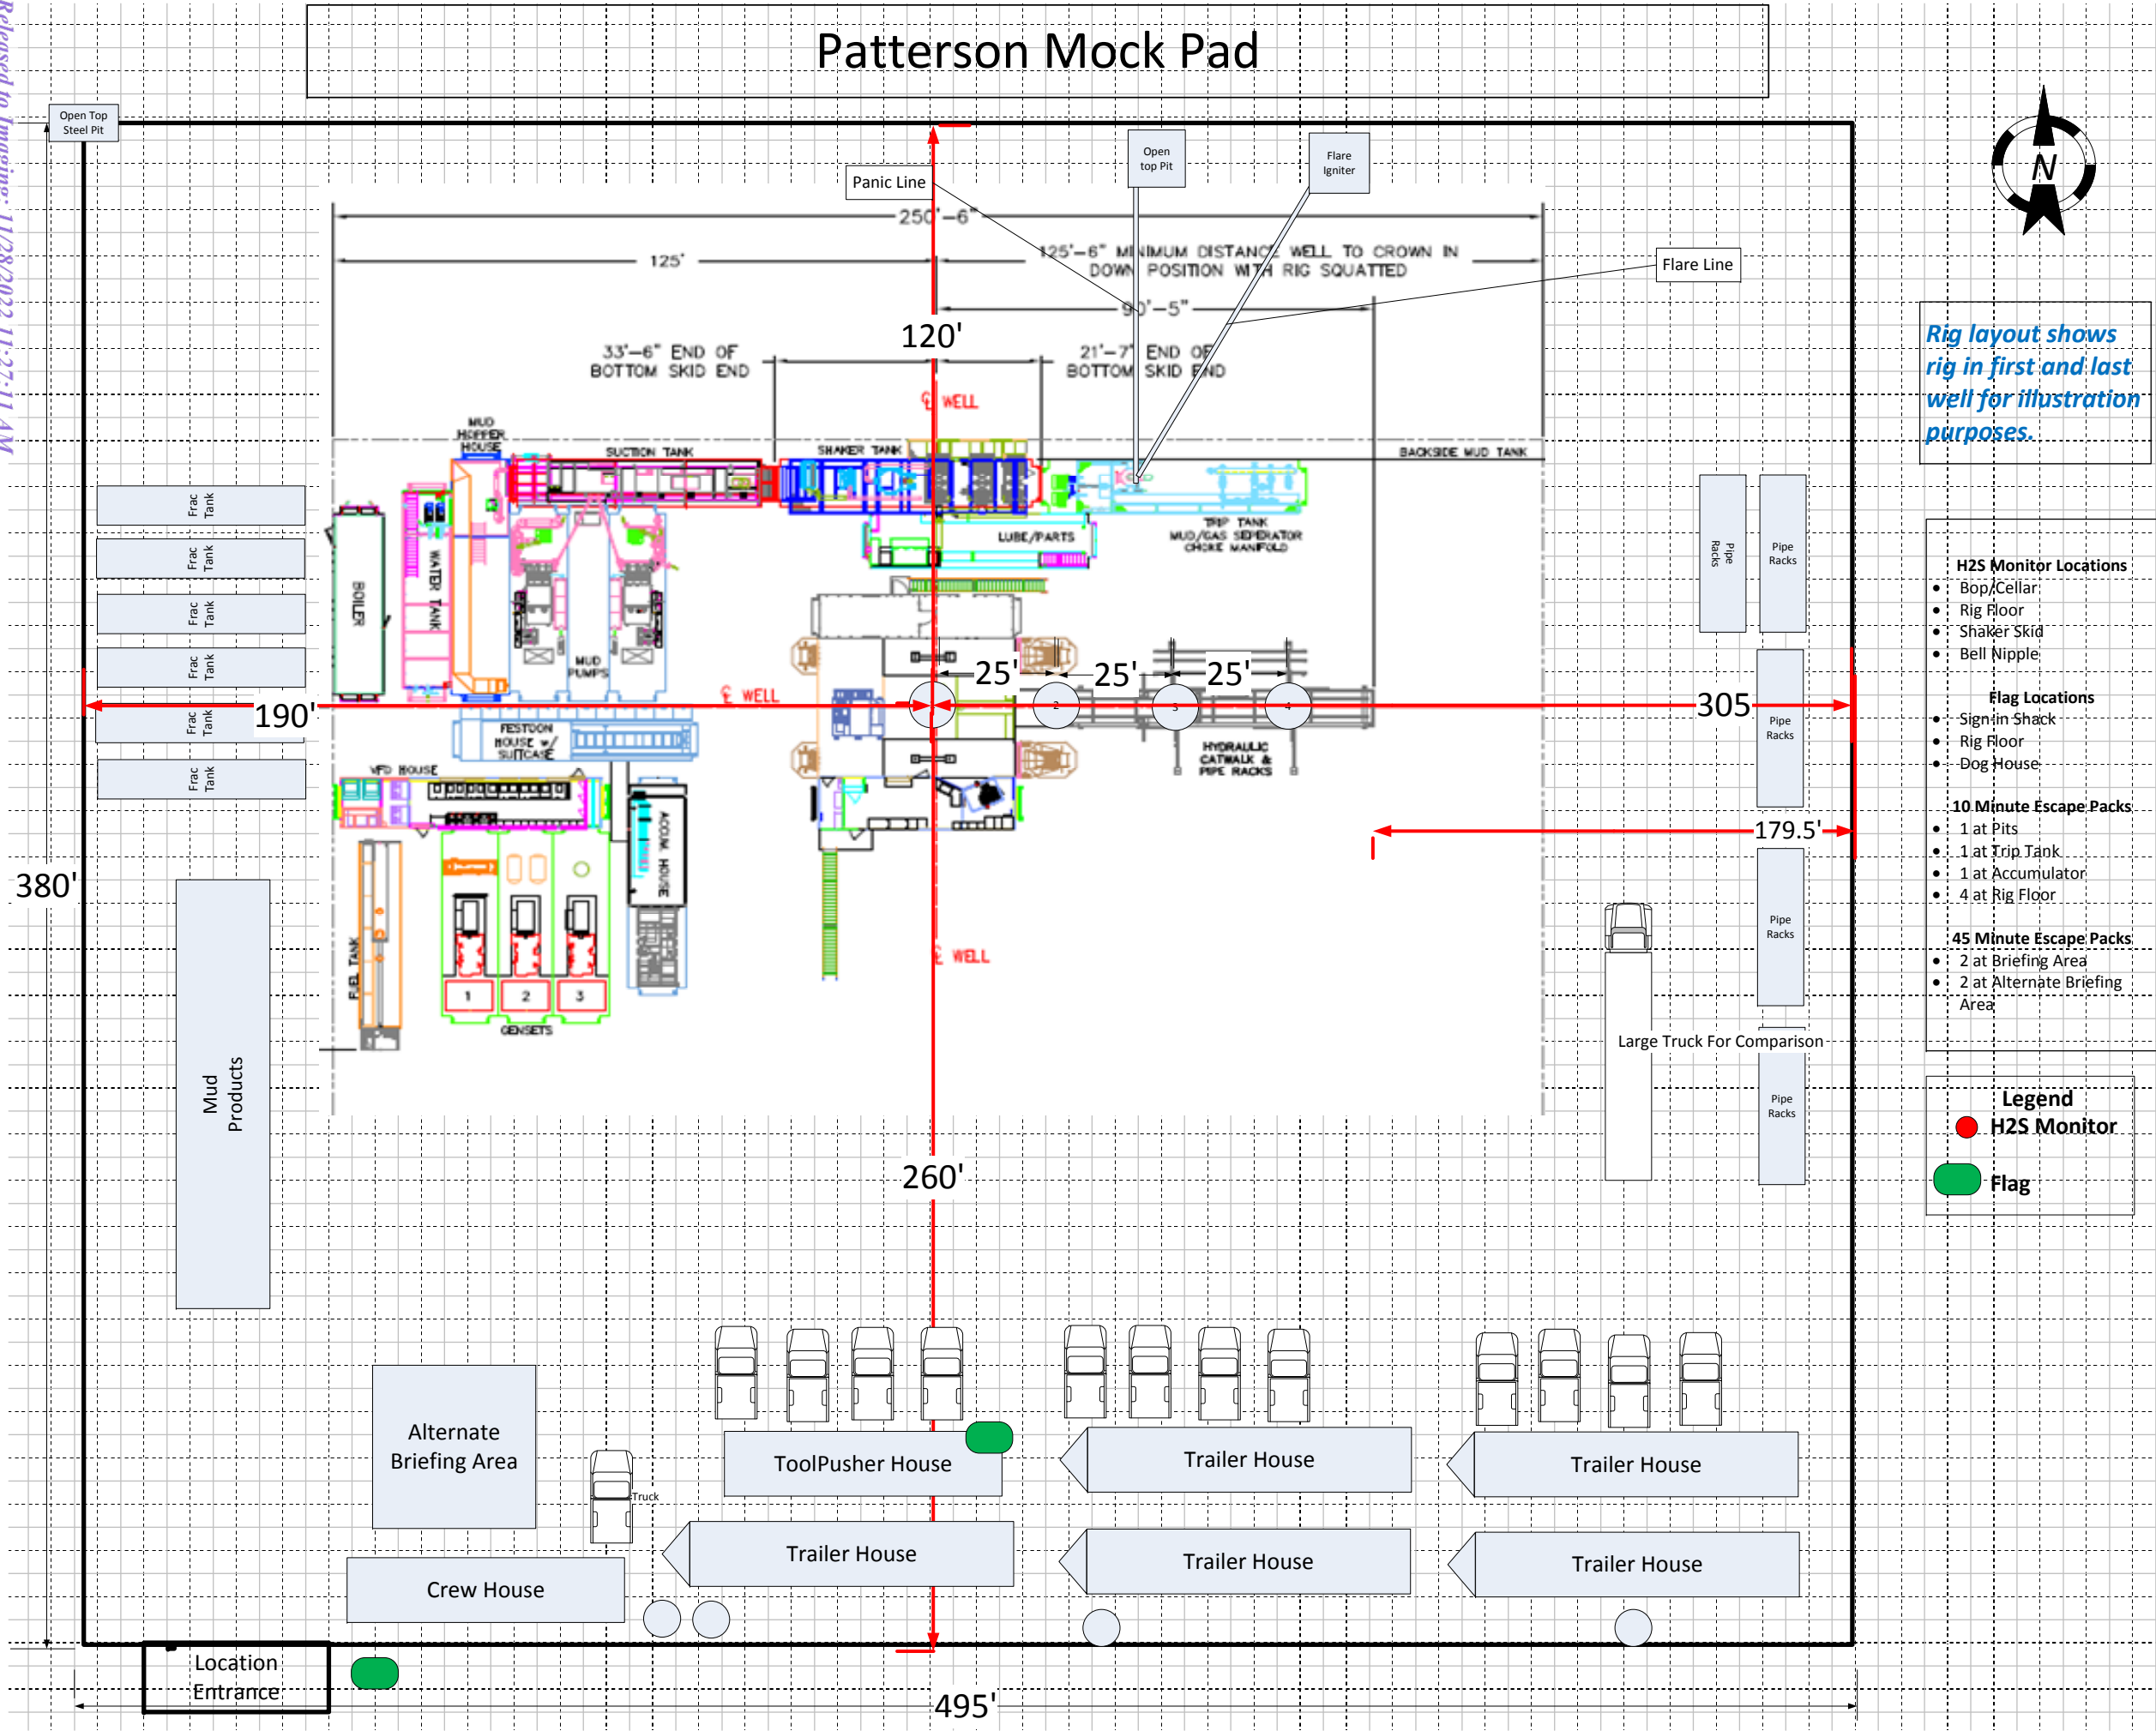 Released to Imaging: 11/28/2022 11:27:11 AM
Patterson Mock Pad
Open Top
Steel Pit
Panic Line
Open
top Pit
Flare
Igniter
Flare Line
N
250'-6"
125'
125'-6" MINIMUM DISTANCE WELL TO CROWN IN
DOWN POSITION WITH RIG SQUATTED
90'-5"
120'
33'-6" END OF
BOTTOM SKID END
21'-7" END OF
BOTTOM SKID END
WELL
Rig layout shows
rig in first and last
well for illustration
purposes.
MUD
HOPPER
HOUSE
SUCTION TANK
SHAKER TANK
BACKSIDE MUD TANK
Frac
Tank
Frac
Tank
Frac
Tank
Frac
Tank
Frac
Tank
Frac
Tank
BOILER
WATER TANK
MUD
PUMPS
LUBE/PARTS
TRIP TANK
MUD/GAS SEPERATOR
CHOKE MANIFOLD
Pipe
Racks
Pipe
Racks
25'
25'
25'
WELL
190'
2
3
4
305
Pipe
Racks
FESTOON
HOUSE w/
SUITCASE
HYDRAULIC
CATWALK &
PIPE RACKS
VFD HOUSE
ACCUM. HOUSE
179.5'
380'
FUEL TANK
Pipe
Racks
WELL
1
2
3
GENSETS
Large Truck For Comparison
Pipe
Racks
Mud
Products
260'
H2S Monitor Locations
• Bop/Cellar
• Rig Floor
• Shaker Skid
• Bell Nipple
Flag Locations
• Sign in Shack
• Rig Floor
• Dog House
10 Minute Escape Packs
• 1 at Pits
• 1 at Trip Tank
• 1 at Accumulator
• 4 at Rig Floor
45 Minute Escape Packs
• 2 at Briefing Area
• 2 at Alternate Briefing
Area
Legend
H2S Monitor
Flag
Alternate
Briefing Area
Truck
ToolPusher House
Trailer House
Trailer House
Crew House
Trailer House
Trailer House
Trailer House
Location
Entrance
495'